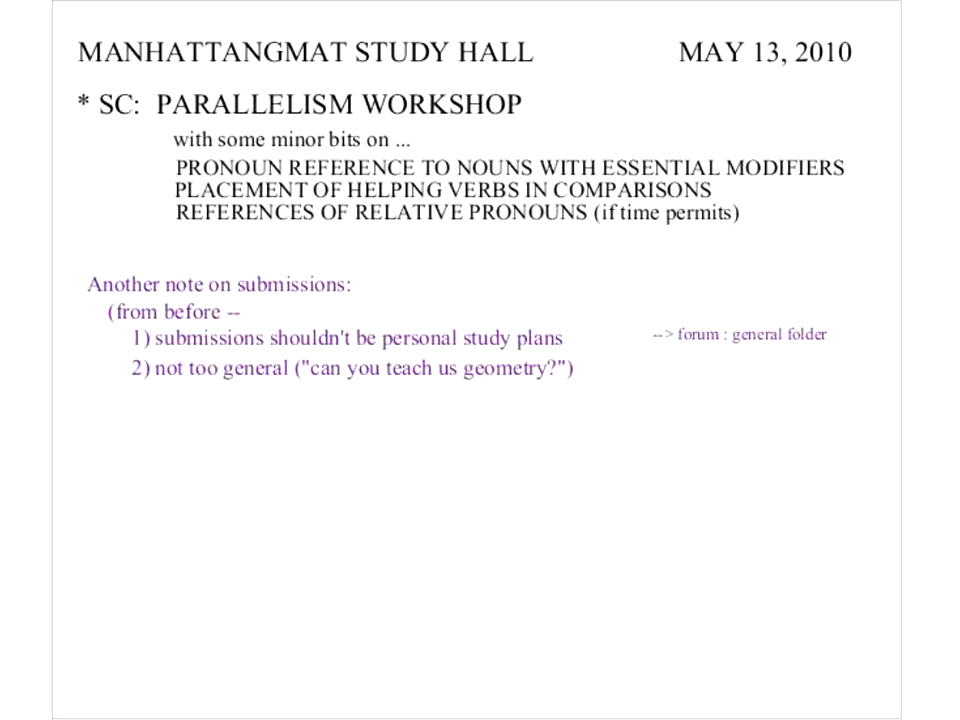 MANHATTANGMAT STUDY HALL MAY 13, 2010
* SC: PARALLELISM WORKSHOP
with some minor bits on ...
PRONOUN REFERENCE TO NOUNS WITH ESSENTIAL MODIFIERS
PLACEMENT OF HELPING VERBS IN COMPARISONS
REFERENCES OF RELATIVE PRONOUNS (if time permits)
Another note on submissions:
(from before --
1) submissions shouldn't be personal study plans --> forum : general folder
2) not too general ("can you teach us geometry?")